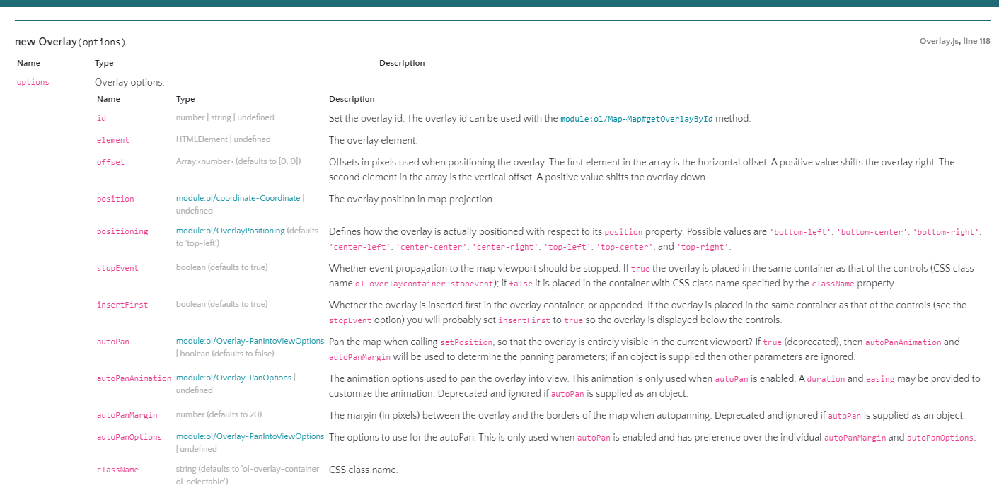 new Overlay(options)
Overlay.js, line 118
Name Type Description
options Overlay options.
Name Type Description
id number | string | undefined Set the overlay id. The overlay id can be used with the module:ol/Map~Map#getOverlayById method.
element HTMLElement | undefined The overlay element.
offset Array.<number> (defaults to [0, 0]) Offsets in pixels used when positioning the overlay. The first element in the array is the horizontal offset. A positive value shifts the overlay right. The
second element in the array is the vertical offset. A positive value shifts the overlay down.
position module:ol/coordinate~Coordinate | The overlay position in map projection.
undefined
positioning module:ol/OverlayPositioning (defaults Defines how the overlay is actually positioned with respect to its position property. Possible values are 'bottom-left', 'bottom-center', 'bottom-right',
to 'top-left') 'center-left', 'center-center', 'center-right', 'top-left', 'top-center', and 'top-right'.
stopEvent boolean (defaults to true) Whether event propagation to the map viewport should be stopped. If true the overlay is placed in the same container as that of the controls (CSS class
name ol-overlaycontainer-stopevent); if false it is placed in the container with CSS class name specified by the className property.
insertFirst boolean (defaults to true) Whether the overlay is inserted first in the overlay container, or appended. If the overlay is placed in the same container as that of the controls (see the
stopEvent option) you will probably set insertFirst to true so the overlay is displayed below the controls.
autoPan module:ol/Overlay~PanIntoViewOptions Pan the map when calling setPosition, so that the overlay is entirely visible in the current viewport? If true (deprecated), then autoPanAnimation and
| boolean (defaults to false) autoPanMargin will be used to determine the panning parameters; if an object is supplied then other parameters are ignored.
autoPanAnimation module:ol/Overlay~PanOptions | The animation options used to pan the overlay into view. This animation is only used when autoPan is enabled. A duration and easing may be provided to
undefined customize the animation. Deprecated and ignored if autoPan is supplied as an object.
autoPanMargin number (defaults to 20) The margin (in pixels) between the overlay and the borders of the map when autopanning. Deprecated and ignored if autoPan is supplied as an object.
autoPanOptions module:ol/Overlay~PanIntoViewOptions The options to use for the autoPan. This is only used when autoPan is enabled and has preference over the individual autoPanMargin and autoPanOptions.
| undefined
className string (defaults to 'ol-overlay-container CSS class name.
ol-selectable')